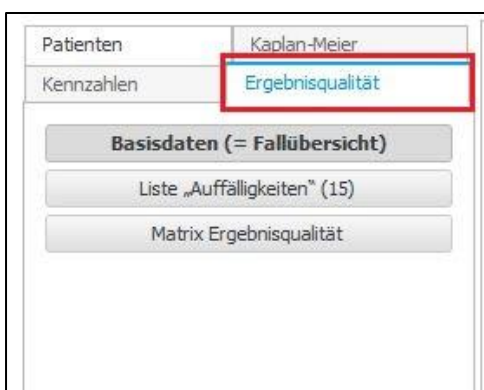 Patienten
Kaplan-Meier
Kennzahlen
Ergebnisqualität
Basisdaten (= Fallübersicht)
Liste „Auffälligkeiten“ (15)
Matrix Ergebnisqualität